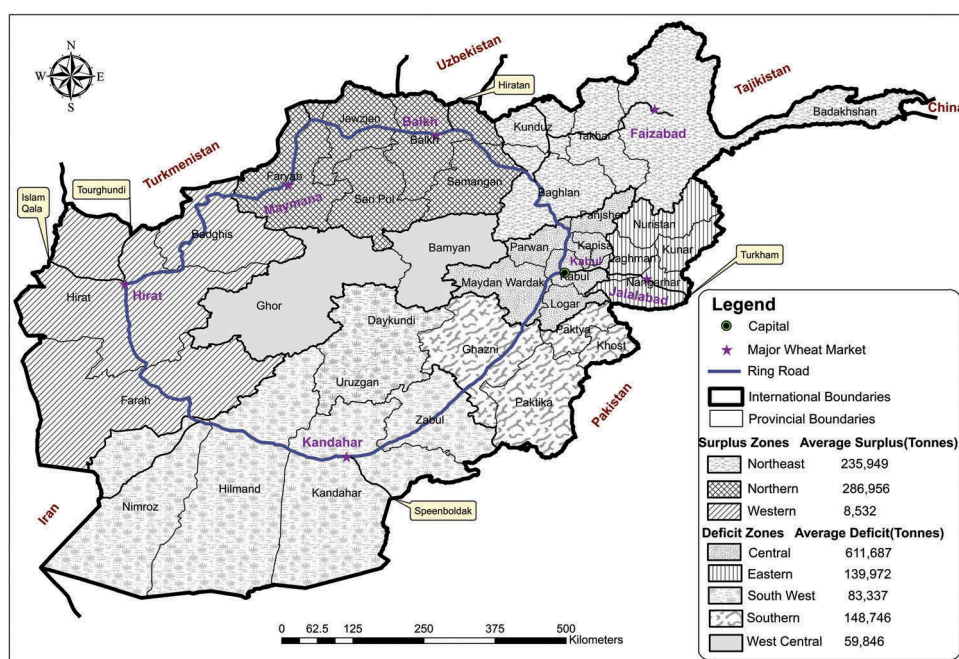 N
W E
S
Uzbekistan
Hiratan
Tajikistan
China
Badakhshan
Turkmenistan
Jawzjan
Balkh
Balkh
Kunduz
Takhar
Faizabad
Tourghundi
Islam
Qala
Faryab
Maymana
Sari Pul
Samangan
Baghlan
Panjsher
Nuristan
Badghis
Bamyan
Parwan
Kapisa
Kunar
Laghman
Kabul
Kabul
Turkham
Nangarhar
Jalalabad
Hirat
Hirat
Ghor
Maydan Wardak
Logar
Daykundi
Ghazni
Paktya
Khost
Uruzgan
Paktika
Farah
Zabul
Pakistan
Kandahar
Nimroz
Hilmand
Kandahar
Speenboldak
Iran
Legend
Capital
Major Wheat Market
Ring Road
International Boundaries
Provincial Boundaries
Surplus Zones Average Surplus(Tonnes)
Northeast 235,949
Northern 286,956
Western 8,532
Deficit Zones Average Deficit(Tonnes)
Central 611,687
Eastern 139,972
South West 83,337
Southern 148,746
West Central 59,846
0 62.5 125 250 375 500
Kilometers